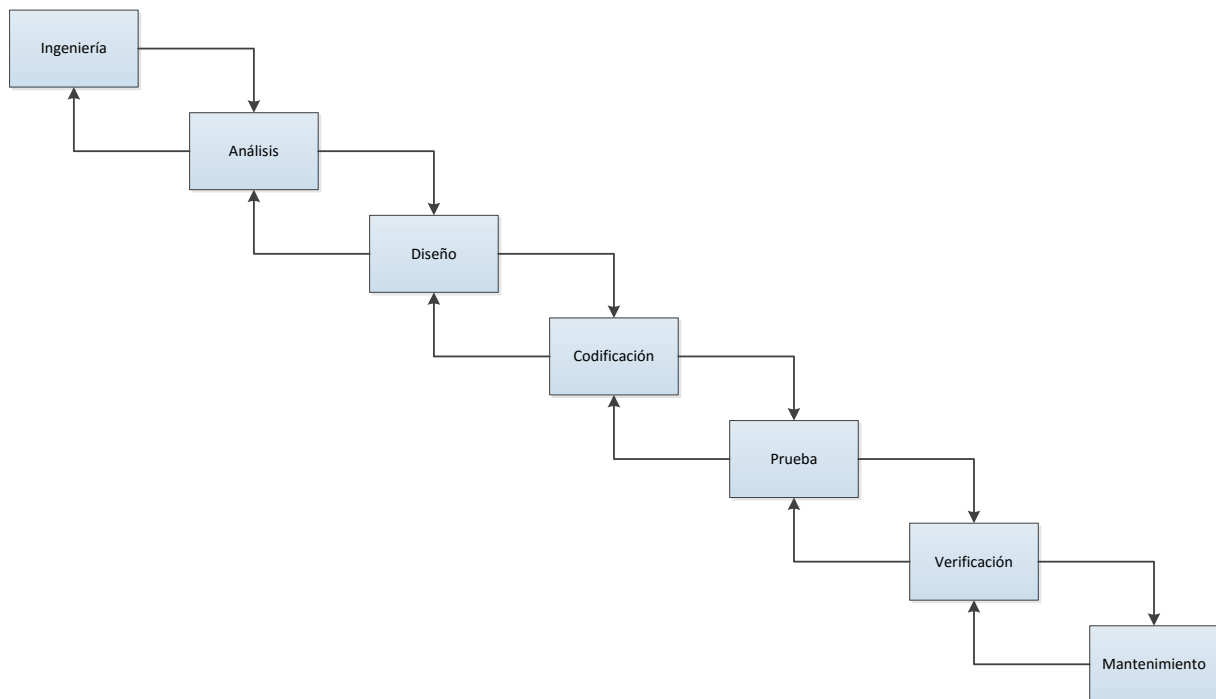 Ingeniería
Análisis
Diseño
Codificación
Prueba
Verificación
Mantenimiento